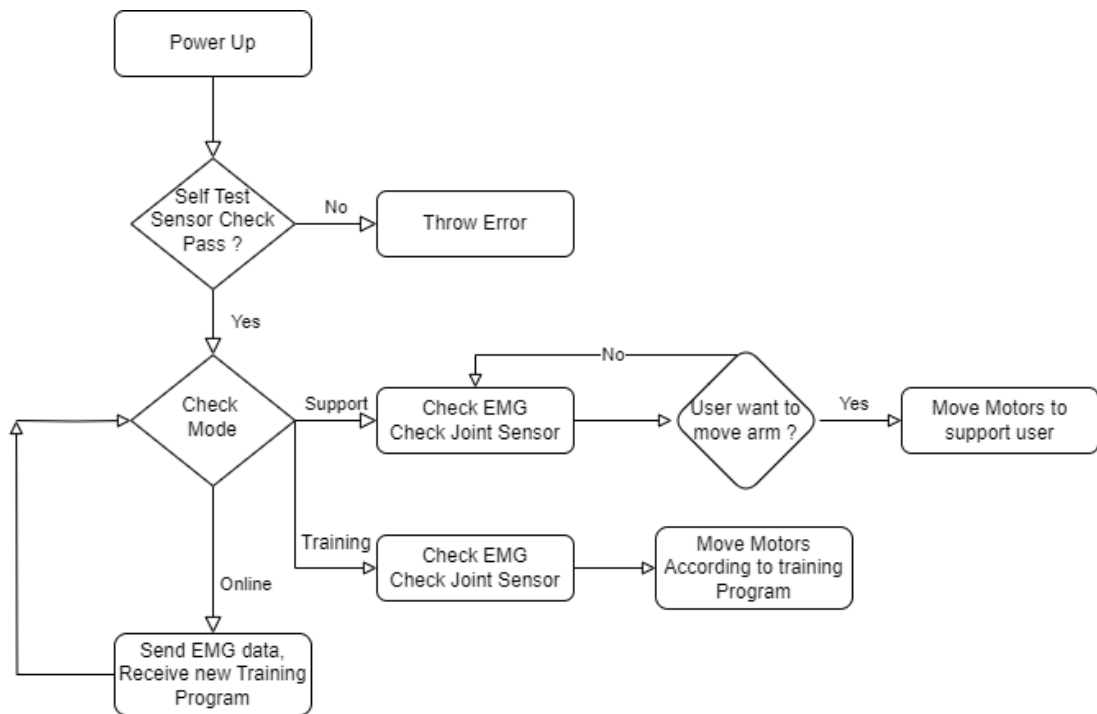 Power Up
Self Test
Sensor Check
Pass ?
No
Throw Error
Yes
No
Check
Mode
Support
Check EMG
Check Joint Sensor
User want to
move arm ?
Yes
Move Motors to
support user
Training
Check EMG
Check Joint Sensor
Move Motors
According to training
Program
Online
Send EMG data,
Receive new Training
Program